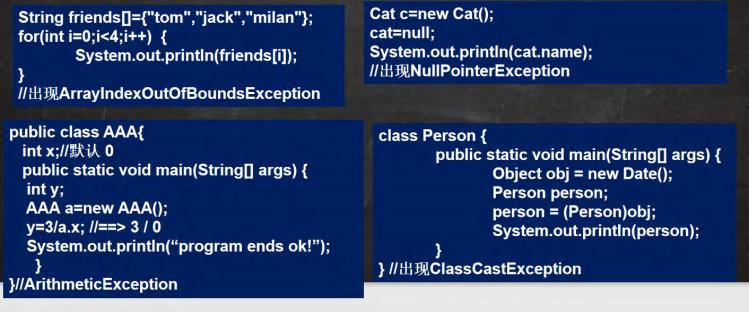 String friends[]={"tom","jack","milan"};
for(int i=0;i<4;i++) {
System.out.println(friends[i]);
}
//出现ArrayIndexOutOfBoundsException
Cat c=new Cat();
cat=null;
System.out.println(cat.name);
//出现NullPointerException
public class AAA{
int x;//默认 0
public static void main(String[] args) {
int y;
AAA a=new AAA();
y=3/a.x; //==> 3 / 0
System.out.println(“program ends ok!”);
}
}//ArithmeticException
class Person {
public static void main(String[] args) {
Object obj = new Date();
Person person;
person = (Person)obj;
System.out.println(person);
}
} //出现ClassCastException